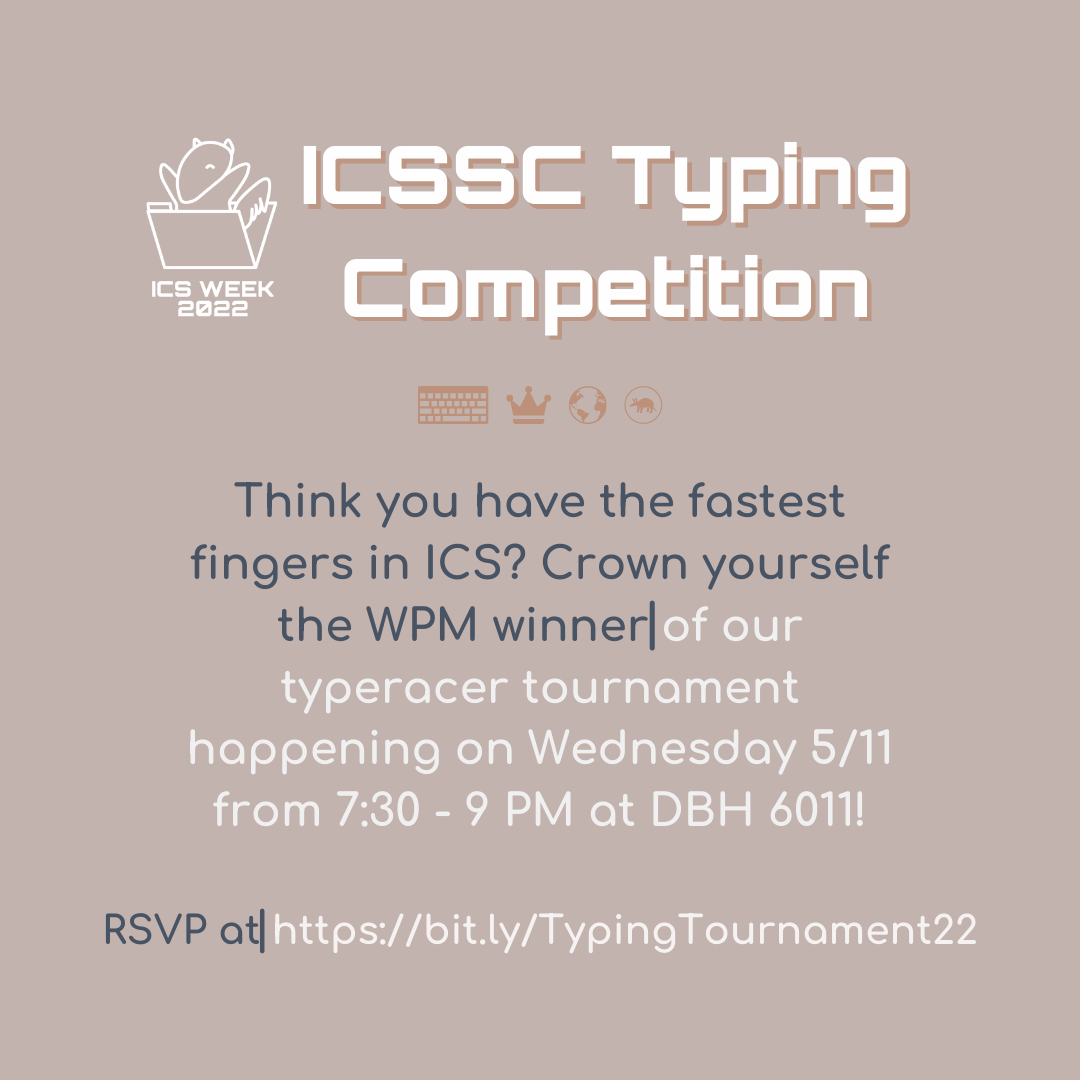 ICSSC Typing
Competition
ICS WEEK
2022
Think you have the fastest
fingers in ICS? Crown yourself
the WPM winner of our
typeracer tournament
happening on Wednesday 5/11
from 7:30 - 9 PM at DBH 6011!
RSVP at https://bit.ly/TypingTournament22